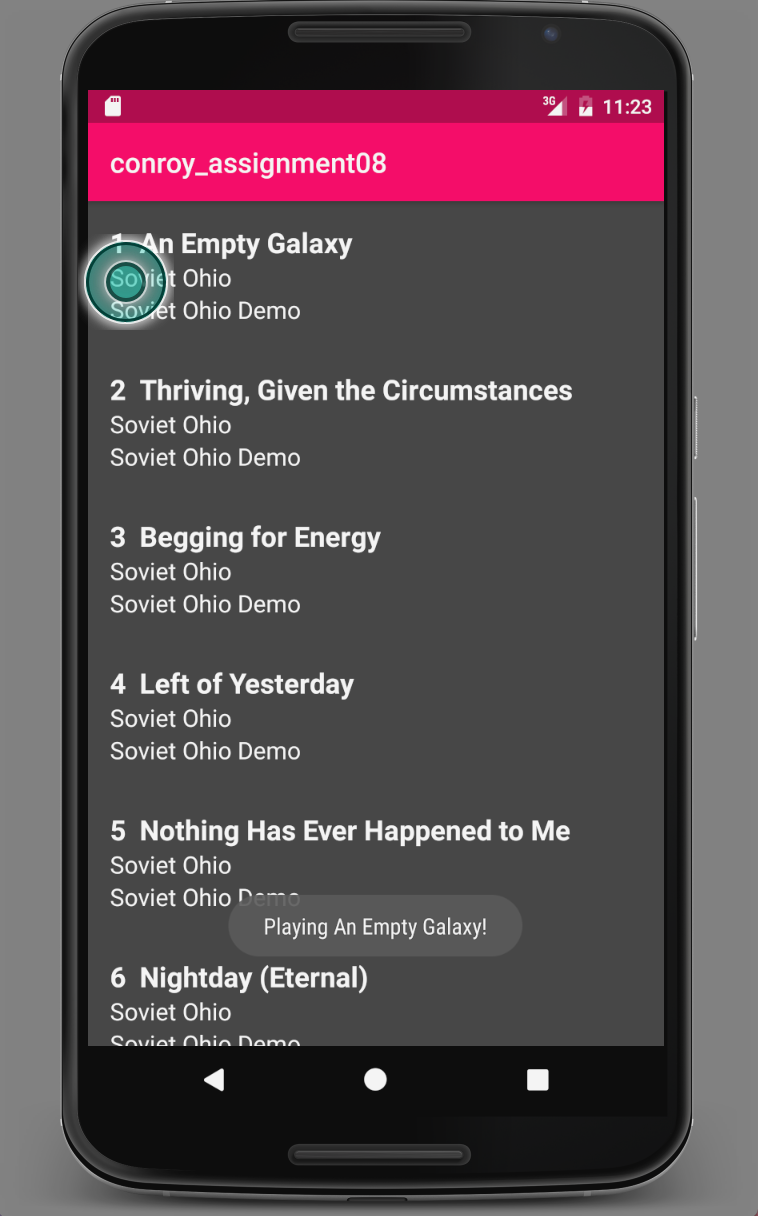 3G 11:23
conroy_assignment08
1 An Empty Galaxy
Soviet Ohio
Soviet Ohio Demo
2 Thriving, Given the Circumstances
Soviet Ohio
Soviet Ohio Demo
3 Begging for Energy
Soviet Ohio
Soviet Ohio Demo
4 Left of Yesterday
Soviet Ohio
Soviet Ohio Demo
5 Nothing Has Ever Happened to Me
Soviet Ohio
Soviet Ohio Demo
Playing An Empty Galaxy!
6 Nightday (Eternal)
Soviet Ohio
Soviet Ohio Demo